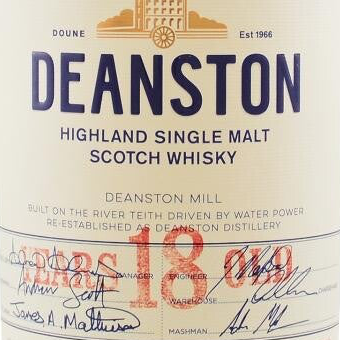 DOUNE Est 1966
DEANSTON
HIGHLAND SINGLE MALT
SCOTCH WHISKY
DEANSTON MILL
BUILT ON THE RIVER TEITH DRIVEN BY WATER POWER
RE-ESTABLISHED AS DEANSTON DISTILLERY
YEARS 18 OLD
MANAGER ENGINEER
WAREHOUSE
James A. MASHMAN